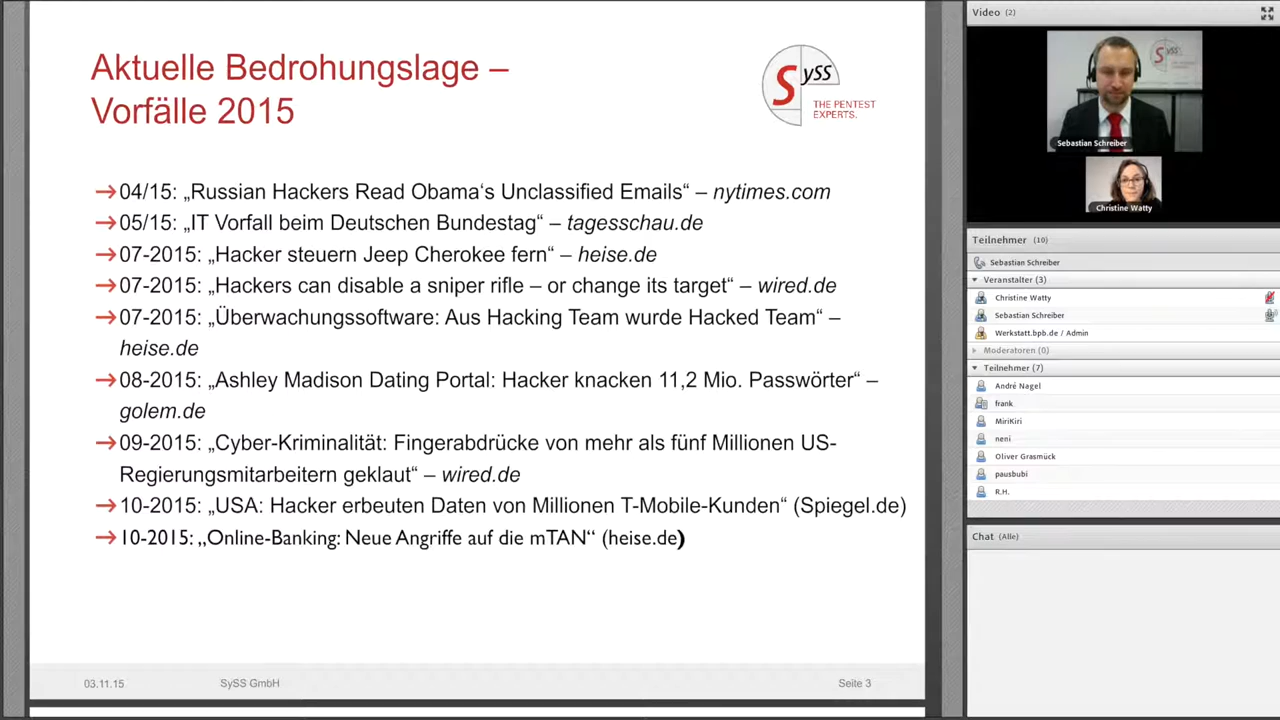 Aktuelle Bedrohungslage –
Vorfälle 2015
SySS
THE PENTEST
EXPERTS.
→04/15: „Russian Hackers Read Obama‘s Unclassified Emails“ – nytimes.com
→05/15: „IT Vorfall beim Deutschen Bundestag“ – tagesschau.de
→07-2015: „Hacker steuern Jeep Cherokee fern“ – heise.de
→07-2015: „Hackers can disable a sniper rifle – or change its target“ – wired.de
→07-2015: „Überwachungssoftware: Aus Hacking Team wurde Hacked Team“ –
heise.de
→08-2015: „Ashley Madison Dating Portal: Hacker knacken 11,2 Mio. Passwörter“ –
golem.de
→09-2015: „Cyber-Kriminalität: Fingerabdrücke von mehr als fünf Millionen US-
Regierungsmitarbeitern geklaut“ – wired.de
→10-2015: „USA: Hacker erbeuten Daten von Millionen T-Mobile-Kunden“ (Spiegel.de)
→10-2015: „Online-Banking: Neue Angriffe auf die mTAN“ (heise.de)
03.11.15
SySS GmbH
Seite 3
Video (2)
SySS
Sebastian Schreiber
Christine Watty
Teilnehmer (10)
Sebastian Schreiber
Veranstalter (3)
Christine Watty
Sebastian Schreiber
Werkstatt.bpb.de / Admin
Moderatoren (0)
Teilnehmer (7)
André Nagel
frank
MiriKiri
neni
Oliver Grasmück
pausbubi
R.H.
Chat (Alle)